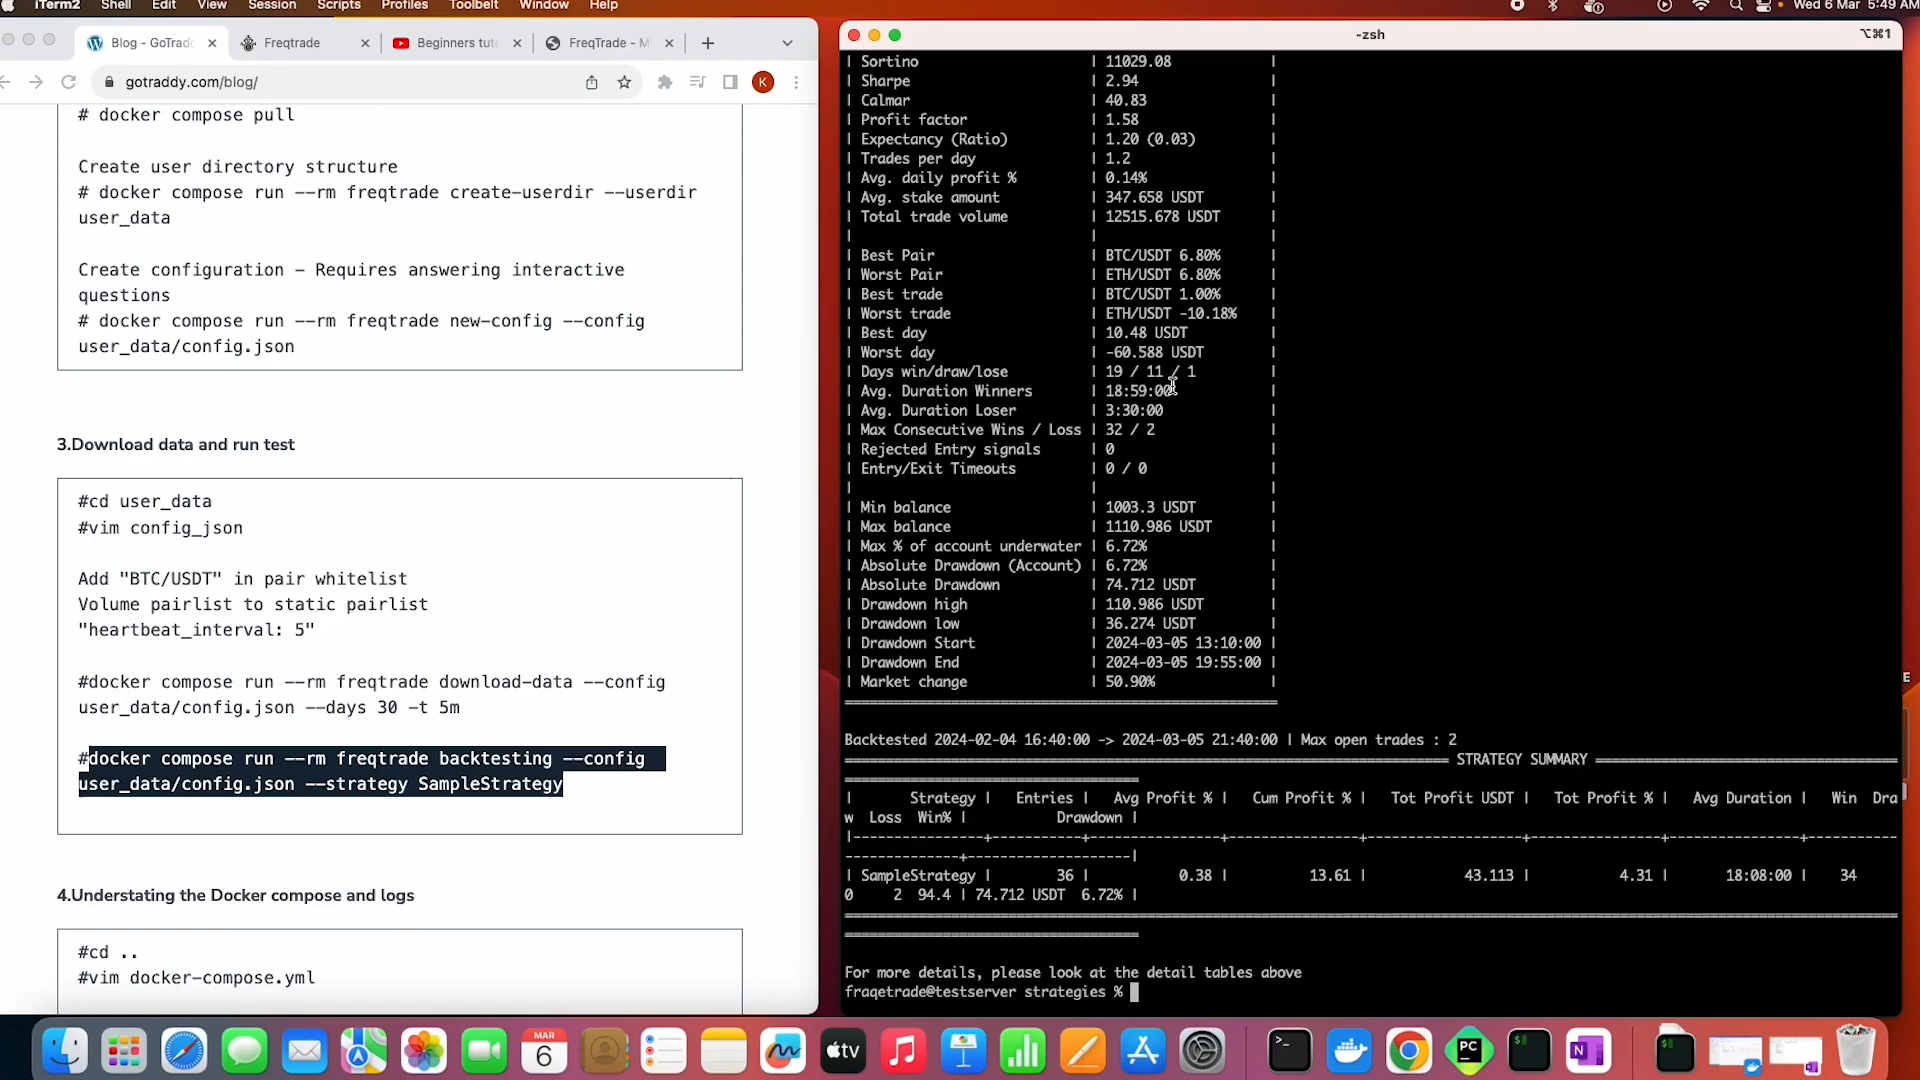 iTerm2 Shell Edit View Session Scripts Profiles Toolbelt Window Help
Wed 6 Mar 5:49 AM
Blog - GoTrad
Freqtrade
Beginners tuto
FreqTrade - M
gotraddy.com/blog/
K
# docker compose pull
Create user directory structure
# docker compose run --rm freqtrade create-userdir --userdir
user_data
Create configuration – Requires answering interactive
questions
# docker compose run --rm freqtrade new-config --config
user_data/config.json
3.Download data and run test
#cd user_data
#vim config_json
Add "BTC/USDT" in pair whitelist
Volume pairlist to static pairlist
"heartbeat_interval: 5"
#docker compose run --rm freqtrade download-data --config
user_data/config.json --days 30 -t 5m
#docker compose run --rm freqtrade backtesting --config
user_data/config.json --strategy SampleStrategy
4.Understating the Docker compose and logs
#cd ..
#vim docker-compose.yml
-zsh
⌥⌘1
| Sortino | 11029.08 |
| Sharpe | 2.94 |
| Calmar | 40.83 |
| Profit factor | 1.58 |
| Expectancy (Ratio) | 1.20 (0.03) |
| Trades per day | 1.2 |
| Avg. daily profit % | 0.14% |
| Avg. stake amount | 347.658 USDT |
| Total trade volume | 12515.678 USDT |
| | |
| Best Pair | BTC/USDT 6.80% |
| Worst Pair | ETH/USDT 6.80% |
| Best trade | BTC/USDT 1.00% |
| Worst trade | ETH/USDT -10.18% |
| Best day | 10.48 USDT |
| Worst day | -60.588 USDT |
| Days win/draw/lose | 19 / 11 / 1 |
| Avg. Duration Winners | 18:59:00 |
| Avg. Duration Loser | 3:30:00 |
| Max Consecutive Wins / Loss | 32 / 2 |
| Rejected Entry signals | 0 |
| Entry/Exit Timeouts | 0 / 0 |
| | |
| Min balance | 1003.3 USDT |
| Max balance | 1110.986 USDT |
| Max % of account underwater | 6.72% |
| Absolute Drawdown (Account) | 6.72% |
| Absolute Drawdown | 74.712 USDT |
| Drawdown high | 110.986 USDT |
| Drawdown low | 36.274 USDT |
| Drawdown Start | 2024-03-05 13:10:00 |
| Drawdown End | 2024-03-05 19:55:00 |
| Market change | 50.90% |
Backtested 2024-02-04 16:40:00 -> 2024-03-05 21:40:00 | Max open trades : 2
STRATEGY SUMMARY
| Strategy | Entries | Avg Profit % | Cum Profit % | Tot Profit USDT | Tot Profit % | Avg Duration | Win Dra
w Loss Win% | Drawdown |
| SampleStrategy | 36 | 0.38 | 13.61 | 43.113 | 4.31 | 18:08:00 | 34
0 2 94.4 | 74.712 USDT 6.72% |
For more details, please look at the detail tables above
fraqetrade@testserver strategies %
E
MAR
6
tv
PC
N